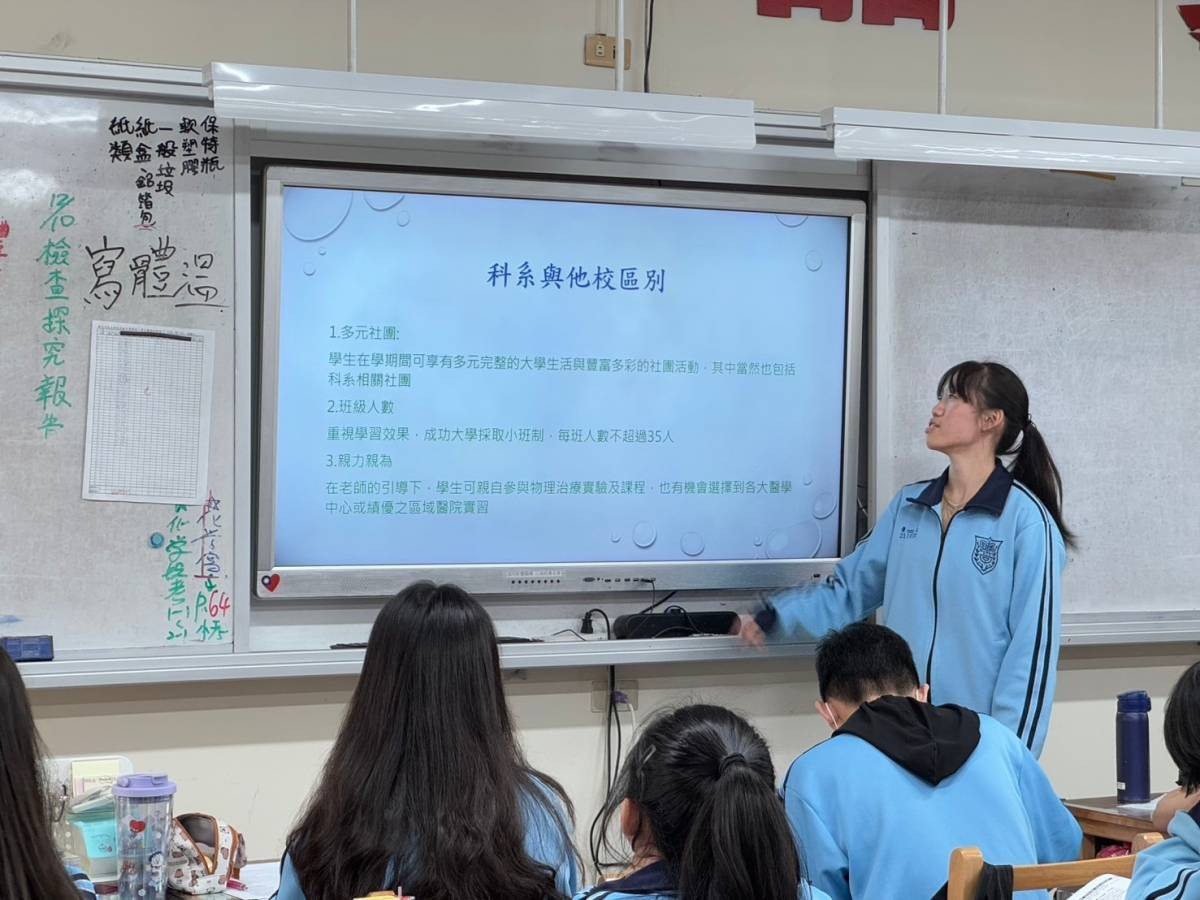 保特瓶
軟塑膠
一般垃圾
紙盒 鋁箔包
紙類
寫體溫
檢查探究報告
科系與他校區別
1.多元社團:
學生在學期間可享有多元完整的大學生活與豐富多彩的社團活動，其中當然也包括
科系相關社團
2.班級人數
重視學習效果，成功大學採取小班制，每班人數不超過35人
3.親力親為
在老師的引導下，學生可親自參與物理治療實驗及課程，也有機會選擇到各大醫學
中心或績優之區域醫院實習
P.64